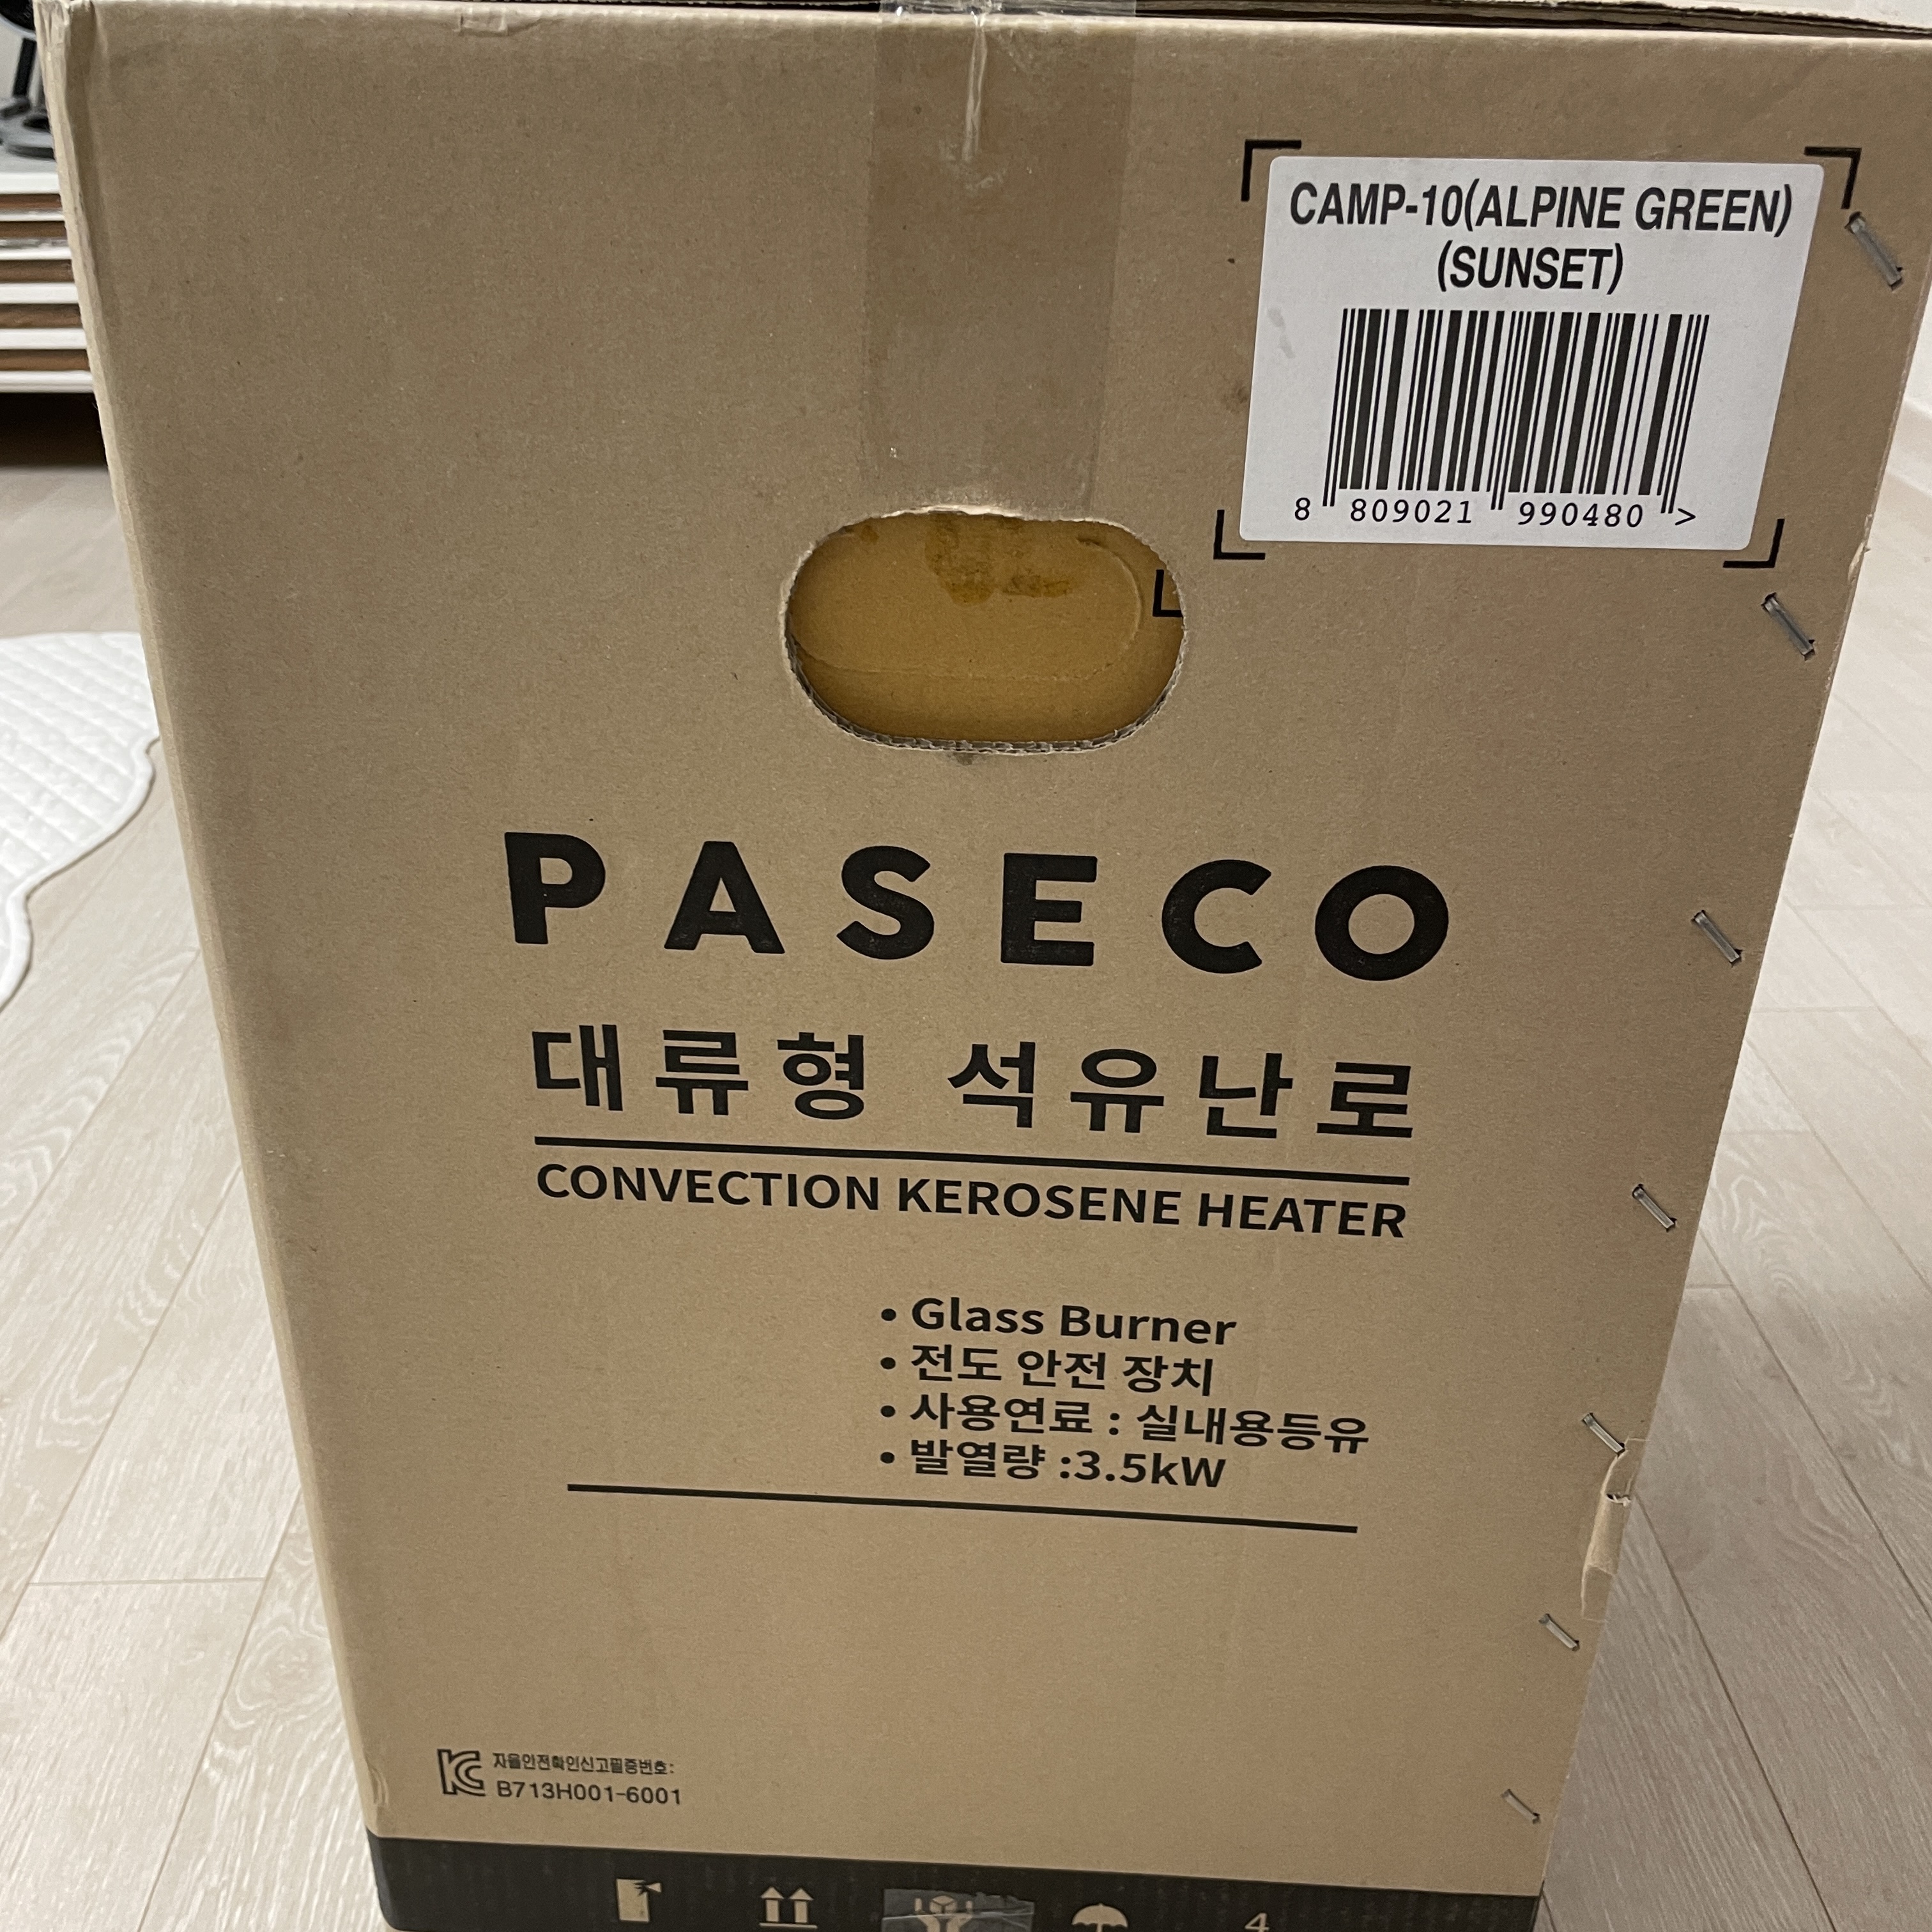 CAMP-10(ALPINE GREEN)
(SUNSET)
8 809021 990480 >
PASECO
대류형 석유난로
CONVECTION KEROSENE HEATER
• Glass Burner
• 전도 안전 장치
• 사용연료 : 실내용등유
• 발열량 :3.5kW
KC 자율안전확인신고필증번호:
B713H001-6001
4